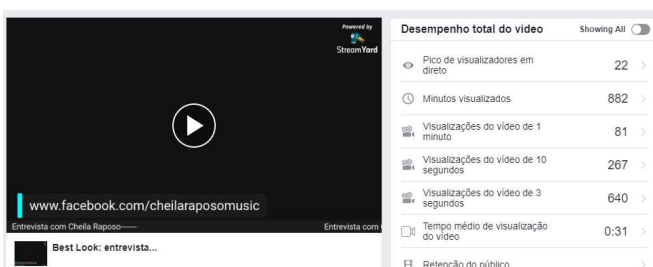 Powered by
StreamYard
www.facebook.com/cheilaraposomusic
Entrevista com Cheila Raposo——
Entrevista com
Best Look: entrevista...
Desempenho total do video
Showing All
Pico de visualizadores em
direto
22
Minutos visualizados
882
Visualizações do vídeo de 1
minuto
81
Visualizações do vídeo de 10
segundos
267
Visualizações do vídeo de 3
segundos
640
Tempo médio de visualização
do vídeo
0:31
Retenção do público